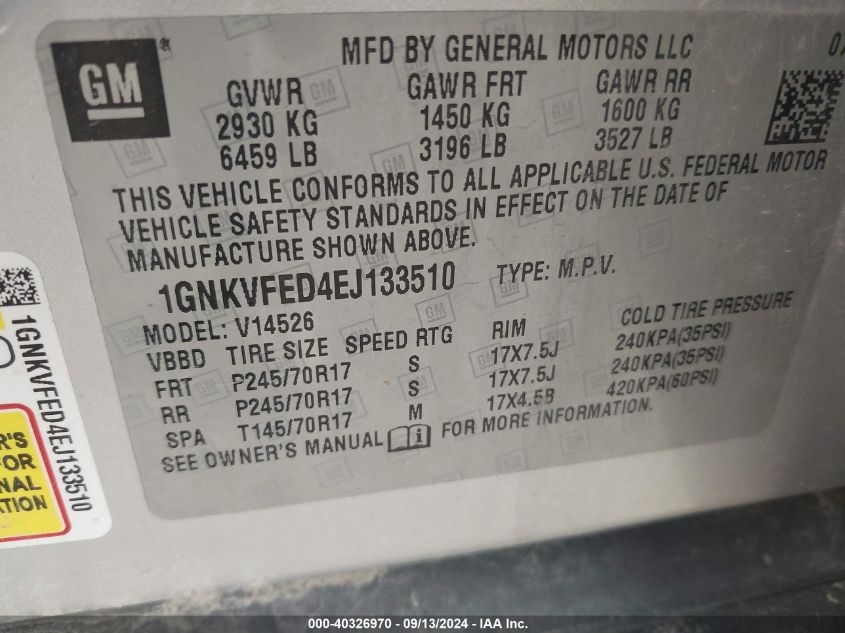 GM ®
MFD BY GENERAL MOTORS LLC
GVWR GAWR FRT GAWR RR
2930 KG 1450 KG 1600 KG
6459 LB 3196 LB 3527 LB
THIS VEHICLE CONFORMS TO ALL APPLICABLE U.S. FEDERAL MOTOR
VEHICLE SAFETY STANDARDS IN EFFECT ON THE DATE OF
MANUFACTURE SHOWN ABOVE.
1GNKVFED4EJ133510 TYPE: M.P.V.
MODEL: V14526
VBBD TIRE SIZE SPEED RTG RIM COLD TIRE PRESSURE
FRT P245/70R17 S 17X7.5J 240KPA(35PSI)
RR P245/70R17 S 17X7.5J 240KPA(35PSI)
SPA T145/70R17 M 17X4.5B 420KPA(60PSI)
SEE OWNER'S MANUAL FOR MORE INFORMATION.
1GNKVFED4EJ133510
R'S
FOR
NAL
ATION
000-40326970 - 09/13/2024 - IAA Inc.